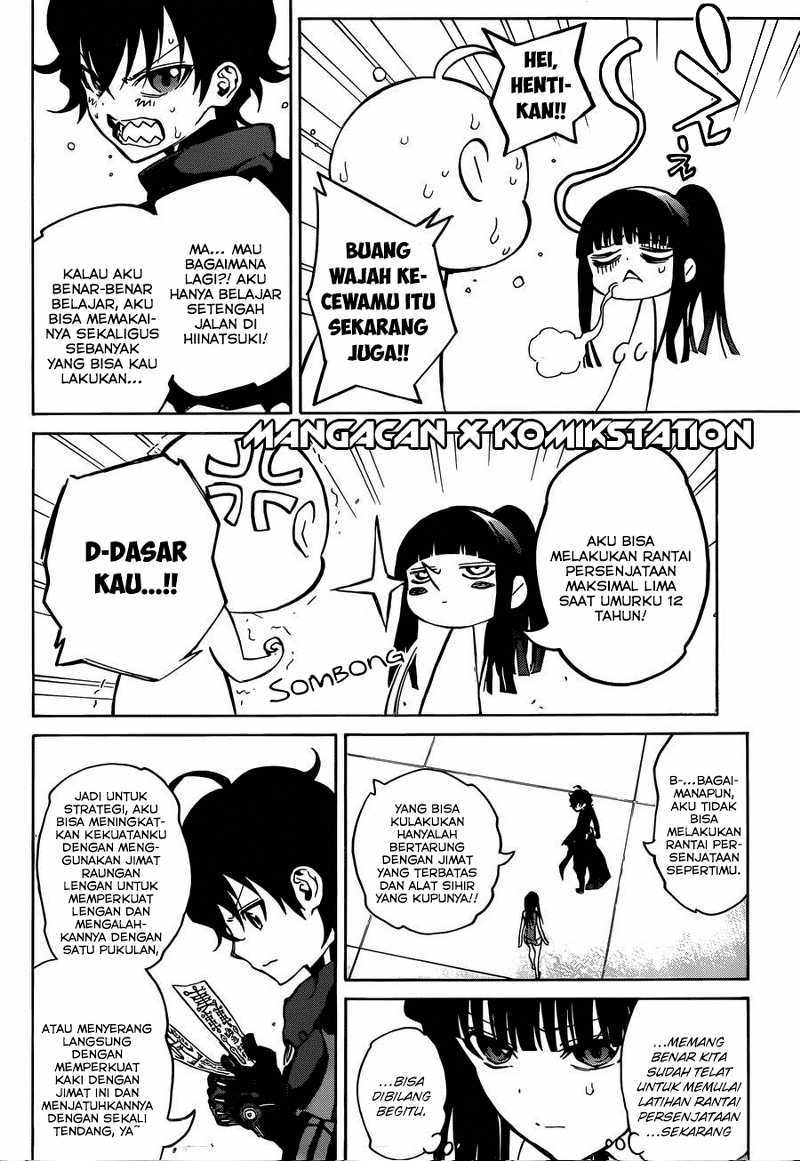 HEI,
HENTI-
KAN!!
BUANG
WAJAH KE-
CEWAMU ITU
SEKARANG
JUGA!!
MA... MAU
BAGAIMANA
LAGI?! AKU
HANYA BELAJAR
SETENGAH
JALAN DI
HIINATSUKI!
KALAU AKU
BENAR-BENAR
BELAJAR, AKU
BISA MEMAKAI-
NYA SEKALIGUS
SEBANYAK
YANG BISA KAU
LAKUKAN...
MANGACAN X KOMIKSTATION
AKU BISA
MELAKUKAN RANTAI
PERSENJATAAN
MAKSIMAL LIMA
SAAT UMURKU 12
TAHUN!
SOMBONG
D-DASAR
KAU...!!
B-...BAGAI-
MANAPUN,
AKU TIDAK
BISA
MELAKUKAN
RANTAI PER-
SENJATAAN
SEPERTIMU.
YANG BISA
KULAKUKAN
HANYALAH
BERTARUNG
DENGAN JIMAT
YANG TERBATAS
DAN ALAT SIHIR
YANG KUPUNYA!!
JADI UNTUK
STRATEGI, AKU
BISA MENINGKAT-
KAN KEKUATANKU
DENGAN MENG-
GUNAKAN JIMAT
RAUNGAN
LENGAN UNTUK
MEMPERKUAT
LENGAN DAN
MENGALAH-
KANNYA DENGAN
SATU PUKULAN,
ATAU MENYERANG
LANGSUNG
DENGAN
MEMPERKUAT
KAKI DENGAN
JIMAT INI DAN
MENJATUHKANNYA
DENGAN SEKALI
TENDANG, YA~
...MEMANG
BENAR KITA
SUDAH TELAT
UNTUK MEMULAI
LATIHAN RANTAI
PERSENJATAAN
...SEKARANG
...BISA
DIBILANG
BEGITU.